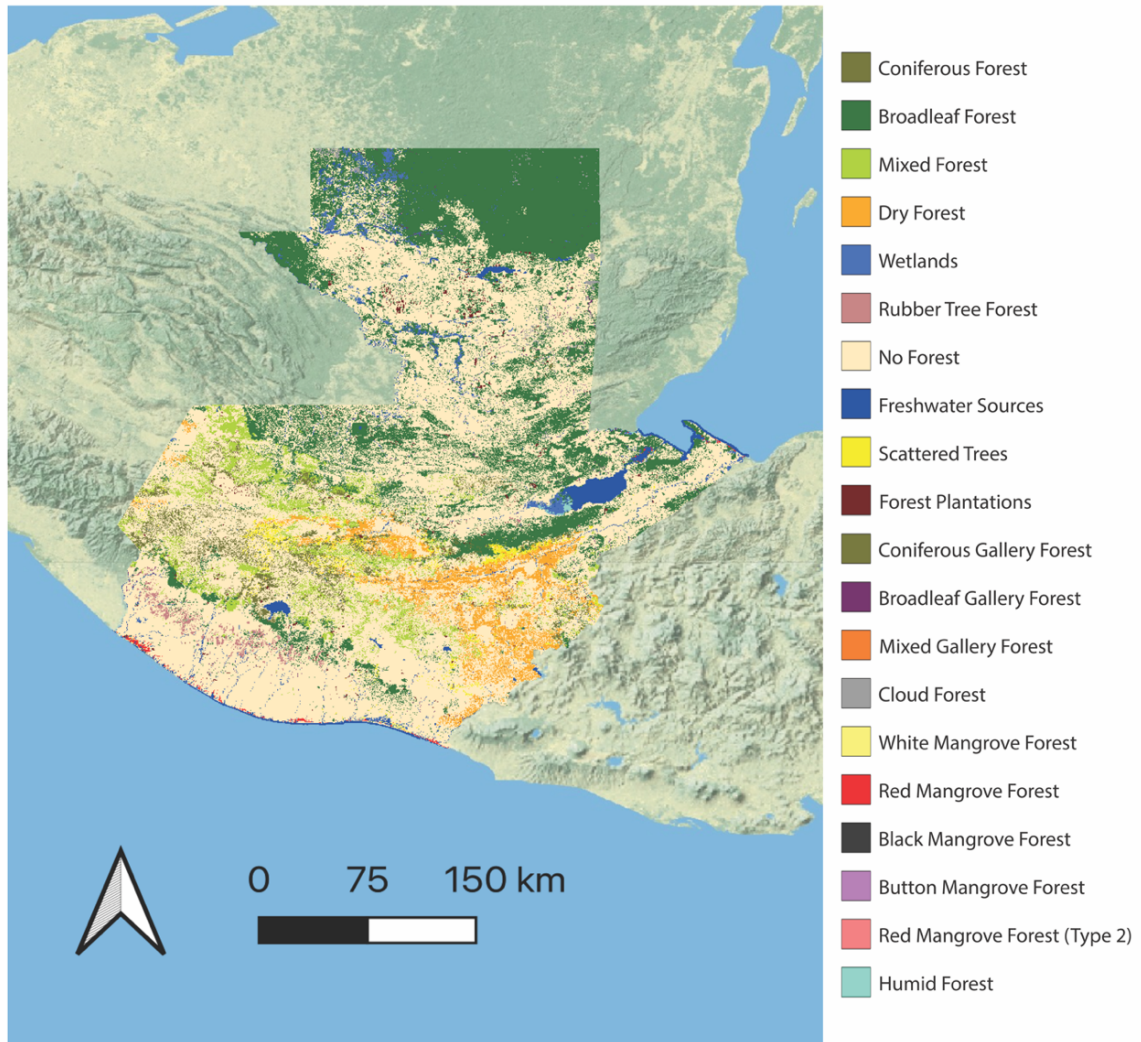 Coniferous Forest
Broadleaf Forest
Mixed Forest
Dry Forest
Wetlands
Rubber Tree Forest
No Forest
Freshwater Sources
Scattered Trees
Forest Plantations
Coniferous Gallery Forest
Broadleaf Gallery Forest
Mixed Gallery Forest
Cloud Forest
White Mangrove Forest
Red Mangrove Forest
Black Mangrove Forest
Button Mangrove Forest
Red Mangrove Forest (Type 2)
Humid Forest
0 75 150 km